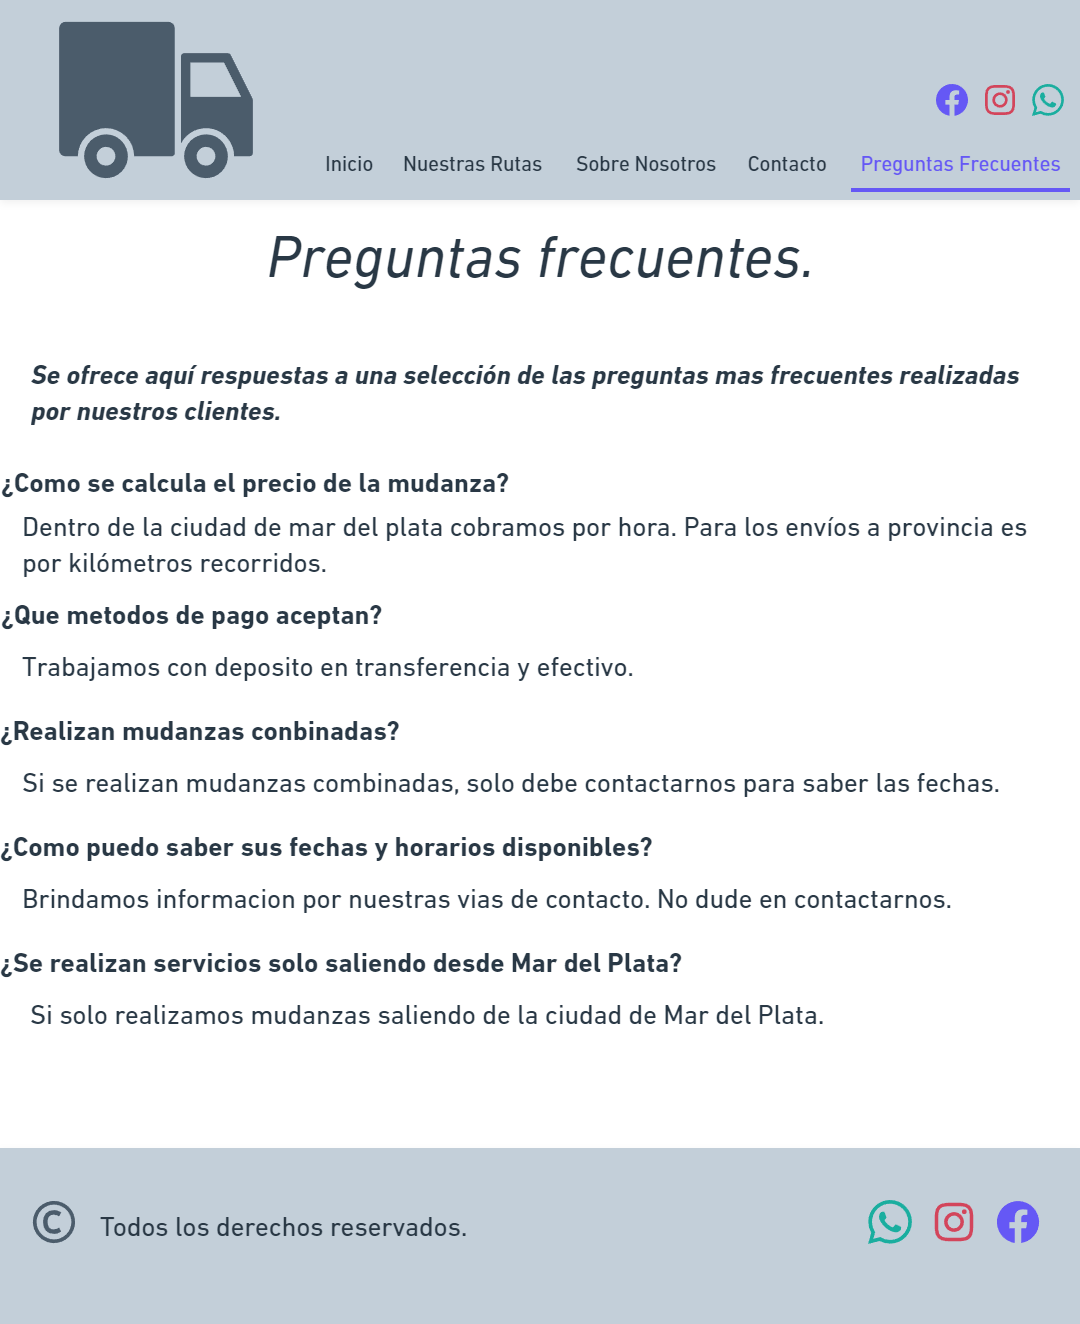 Inicio Nuestras Rutas Sobre Nosotros Contacto Preguntas Frecuentes
Preguntas frecuentes.
Se ofrece aquí respuestas a una selección de las preguntas mas frecuentes realizadas
por nuestros clientes.
¿Como se calcula el precio de la mudanza?
Dentro de la ciudad de mar del plata cobramos por hora. Para los envíos a provincia es
por kilómetros recorridos.
¿Que metodos de pago aceptan?
Trabajamos con deposito en transferencia y efectivo.
¿Realizan mudanzas conbinadas?
Si se realizan mudanzas combinadas, solo debe contactarnos para saber las fechas.
¿Como puedo saber sus fechas y horarios disponibles?
Brindamos informacion por nuestras vias de contacto. No dude en contactarnos.
¿Se realizan servicios solo saliendo desde Mar del Plata?
Si solo realizamos mudanzas saliendo de la ciudad de Mar del Plata.
© Todos los derechos reservados.